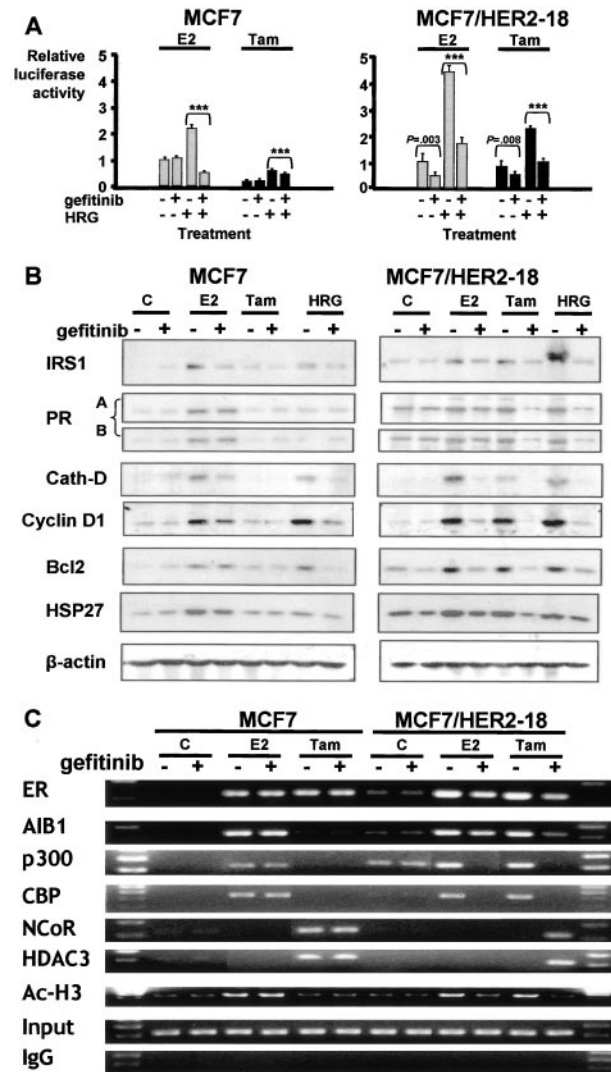 A
MCF7
MCF7/HER2-18
E2 Tam
E2 Tam
Relative
luciferase
activity
5
4
3
2
1
0
*** ***
5
4
3
2
1
0
P=.003 *** P=.008 ***
gefitinib - + - + - + - +
HRG - - + + - - + +
- + - + - + - +
- - + + - - + +
Treatment
Treatment
B
MCF7
MCF7/HER2-18
C E2 Tam HRG
C E2 Tam HRG
gefitinib - + - + - + - +
- + - + - + - +
IRS1
PR A
B
Cath-D
Cyclin D1
Bcl2
HSP27
β-actin
C
MCF7
MCF7/HER2-18
C E2 Tam C E2 Tam
gefitinib - + - + - + - + - + - +
ER
AIB1
p300
CBP
NCoR
HDAC3
Ac-H3
Input
IgG